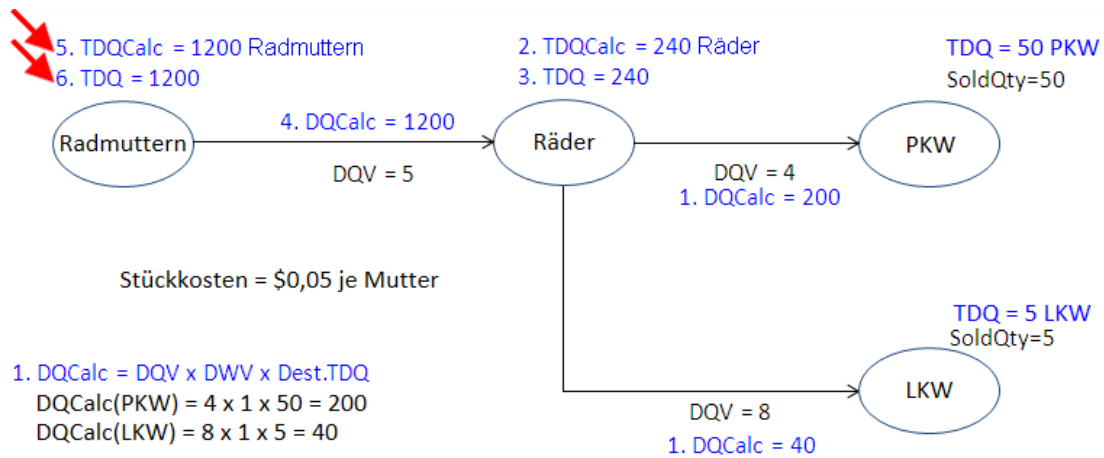 5. TDQCalc = 1200 Radmuttern
6. TDQ = 1200
2. TDQCalc = 240 Räder
3. TDQ = 240
TDQ = 50 PKW
SoldQty=50
Radmuttern
4. DQCalc = 1200
DQV = 5
Räder
DQV = 4
1. DQCalc = 200
PKW
Stückkosten = $0,05 je Mutter
TDQ = 5 LKW
SoldQty=5
LKW
DQV = 8
1. DQCalc = 40
1. DQCalc = DQV x DWV x Dest.TDQ
DQCalc(PKW) = 4 x 1 x 50 = 200
DQCalc(LKW) = 8 x 1 x 5 = 40